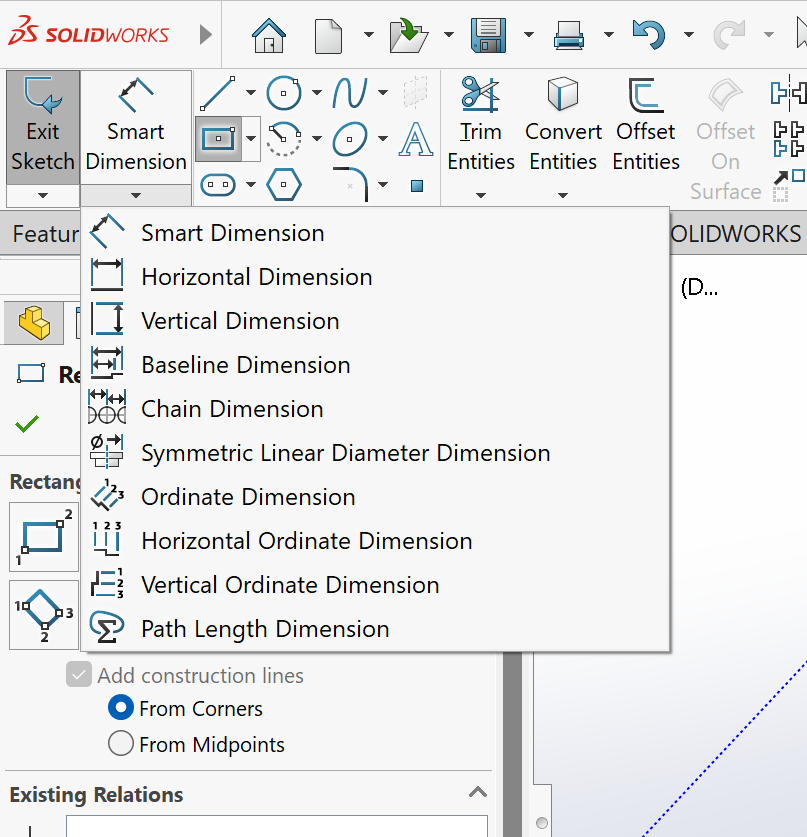 SOLIDWORKS
Exit Sketch
Smart Dimension
Trim Entities
Convert Entities
Offset Entities
Offset On Surface
Featur
OLIDWORKS
Smart Dimension
Horizontal Dimension
Vertical Dimension
Baseline Dimension
Chain Dimension
Symmetric Linear Diameter Dimension
Ordinate Dimension
Horizontal Ordinate Dimension
Vertical Ordinate Dimension
Path Length Dimension
(D...
Re
Rectang
Add construction lines
From Corners
From Midpoints
Existing Relations